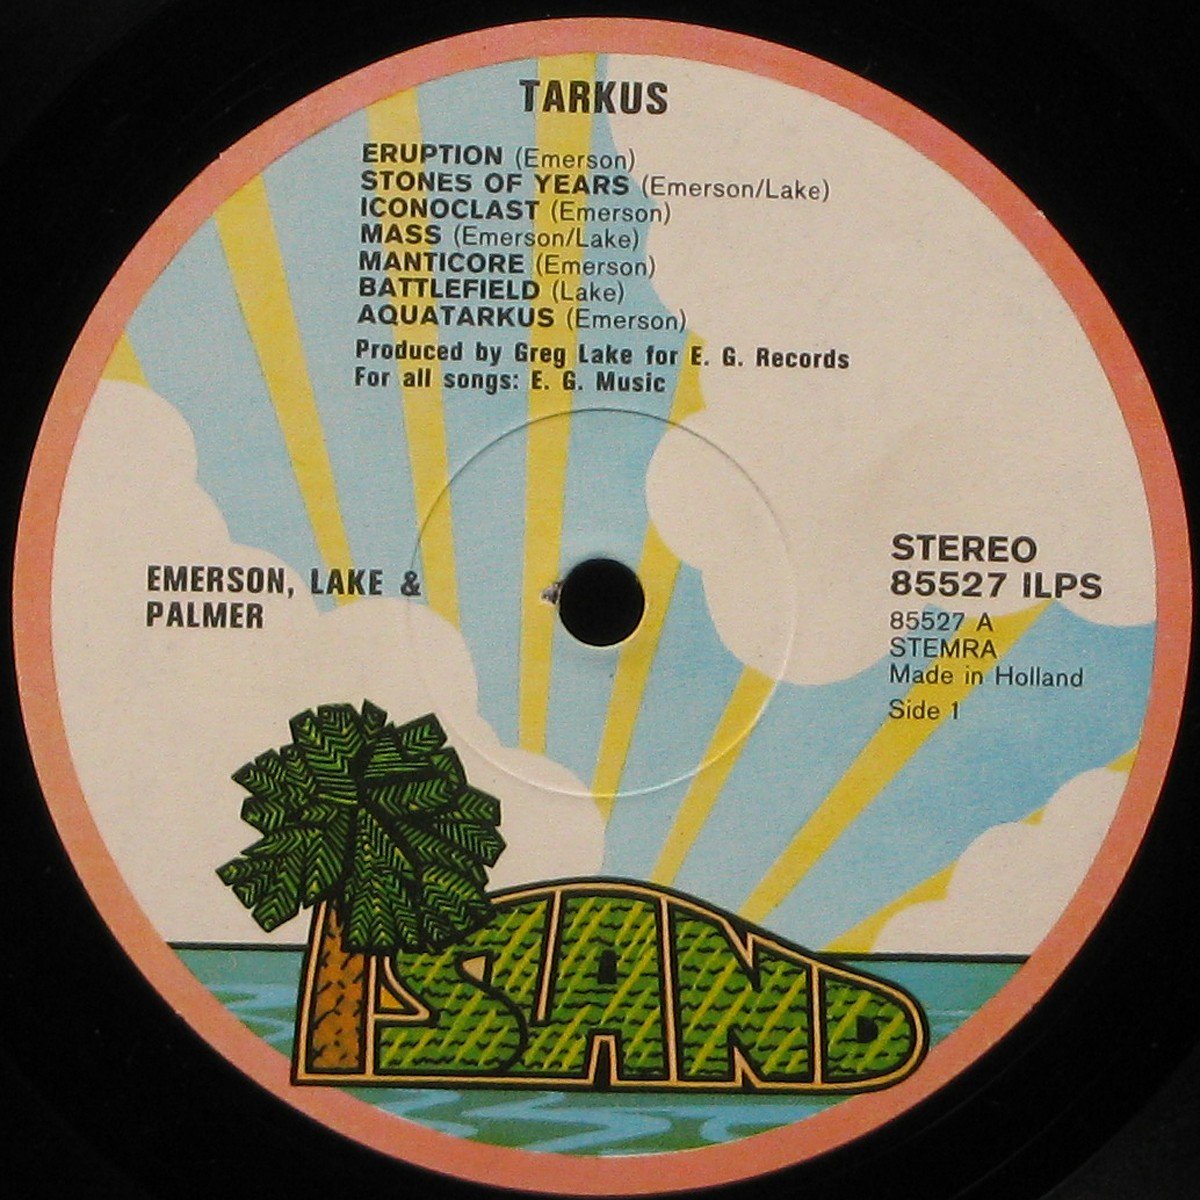 TARKUS
ERUPTION (Emerson)
STONES OF YEARS (Emerson/Lake)
ICONOCLAST (Emerson)
MASS (Emerson/Lake)
MANTICORE (Emerson)
BATTLEFIELD (Lake)
AQUATARKUS (Emerson)
Produced by Greg Lake for E. G. Records
For all songs: E. G. Music
EMERSON, LAKE &
PALMER
STEREO
85527 ILPS
85527 A
STEMRA
Made in Holland
Side 1
ISLAND